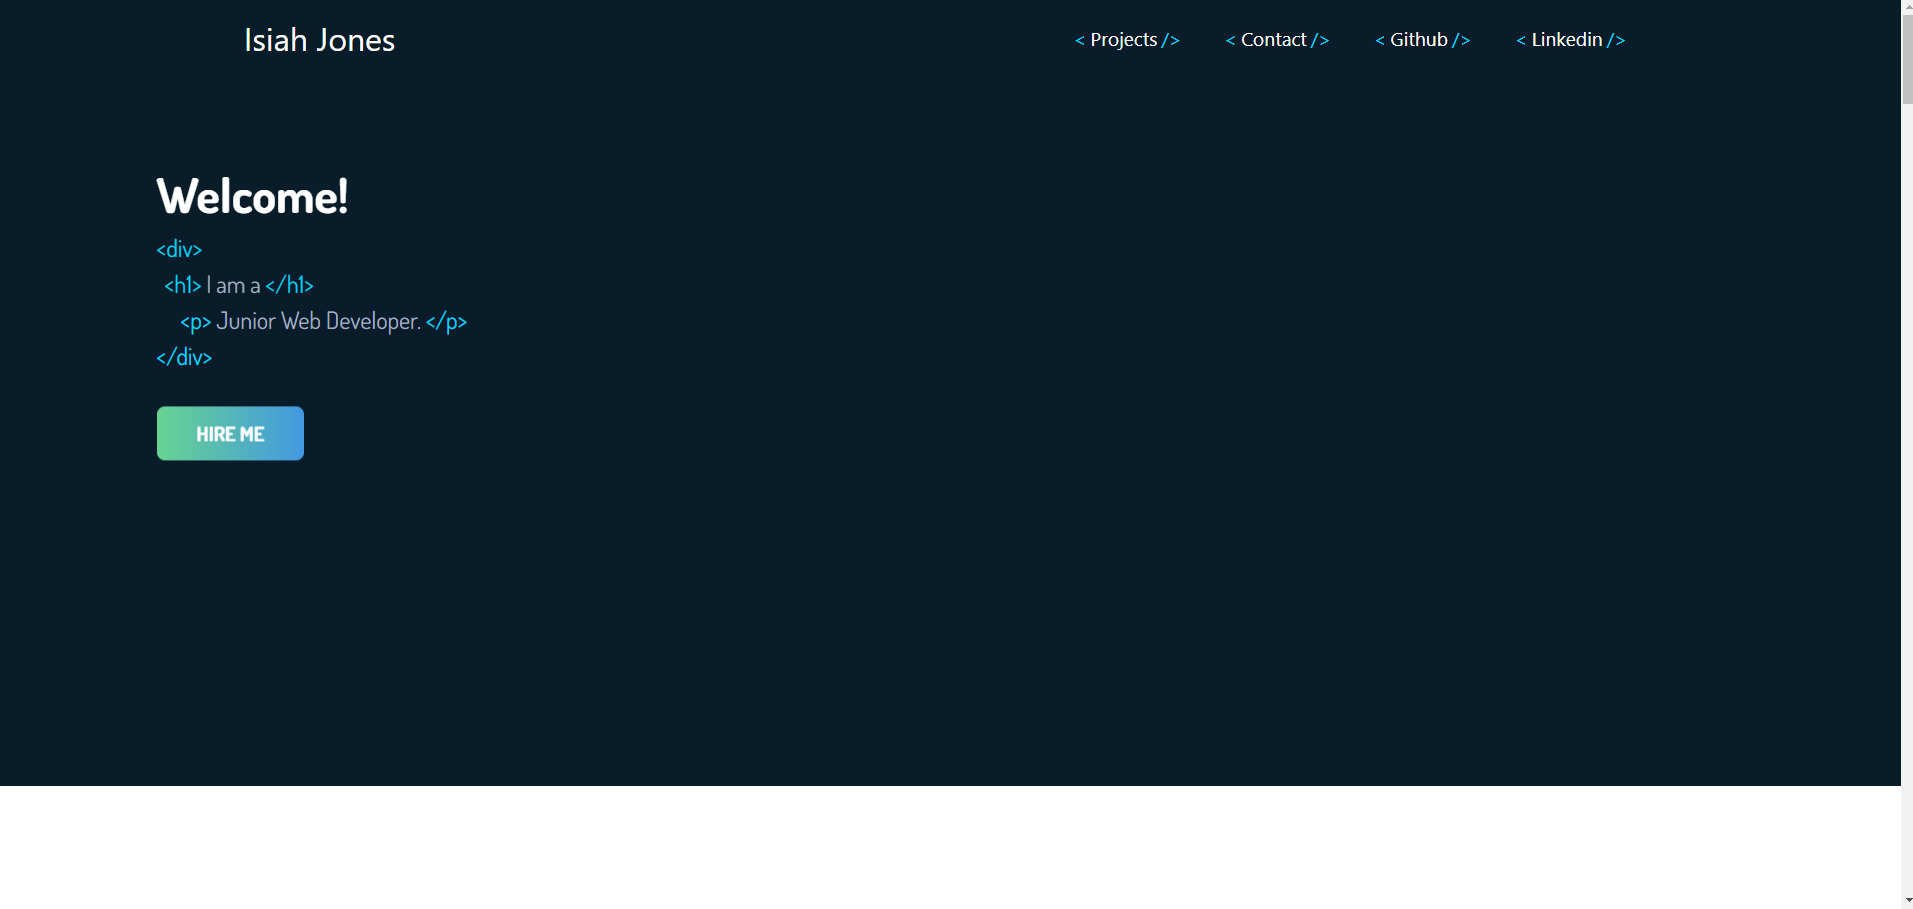 Isiah Jones
< Projects />
< Contact />
< Github />
< Linkedin />
Welcome!
<div>
<h1> I am a </h1>
<p> Junior Web Developer. </p>
</div>
HIRE ME